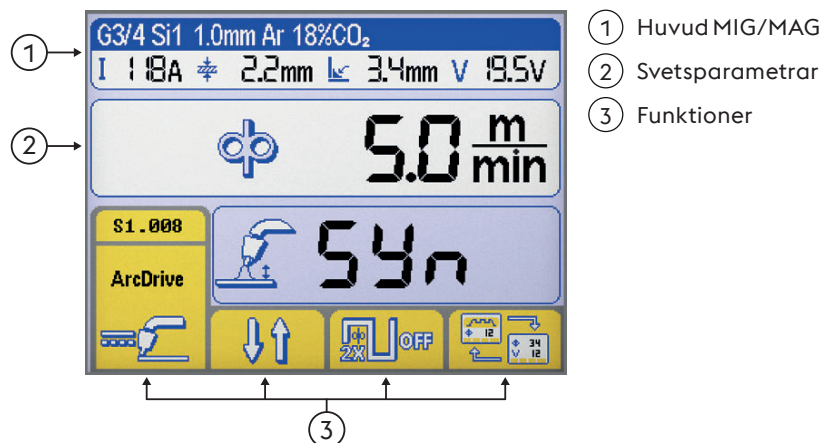 G3/4 Si1 1.0mm Ar 18%CO₂
I 118A 2.2mm 3.4mm V 19.5V
5.0 m/min
S1.008
ArcDrive
Syn
2X OFF
12
34
V 12
1 Huvud MIG/MAG
2 Svetsparametrar
3 Funktioner
1
2
3